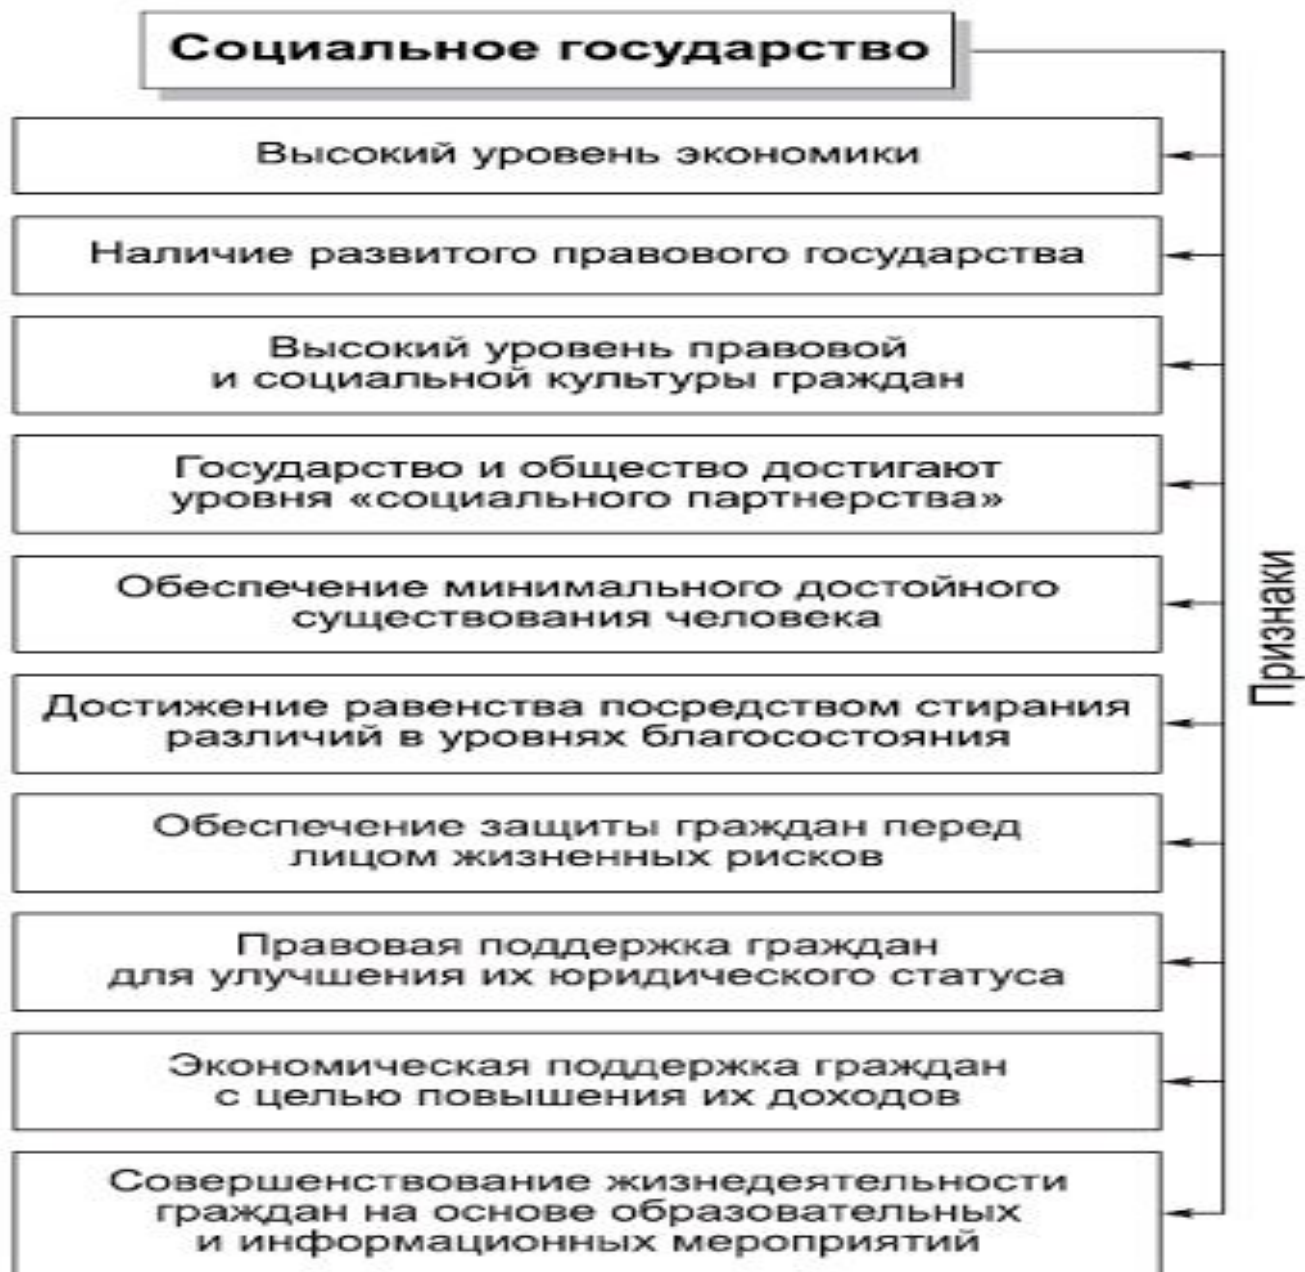 Социальное государство
Высокий уровень экономики
Наличие развитого правового государства
Высокий уровень правовой
и социальной культуры граждан
Государство и общество достигают
уровня «социального партнерства»
Обеспечение минимального достойного
существования человека
Достижение равенства посредством стирания
различий в уровнях благосостояния
Обеспечение защиты граждан перед
лицом жизненных рисков
Правовая поддержка граждан
для улучшения их юридического статуса
Экономическая поддержка граждан
с целью повышения их доходов
Совершенствование жизнедеятельности
граждан на основе образовательных
и информационных мероприятий
Признаки